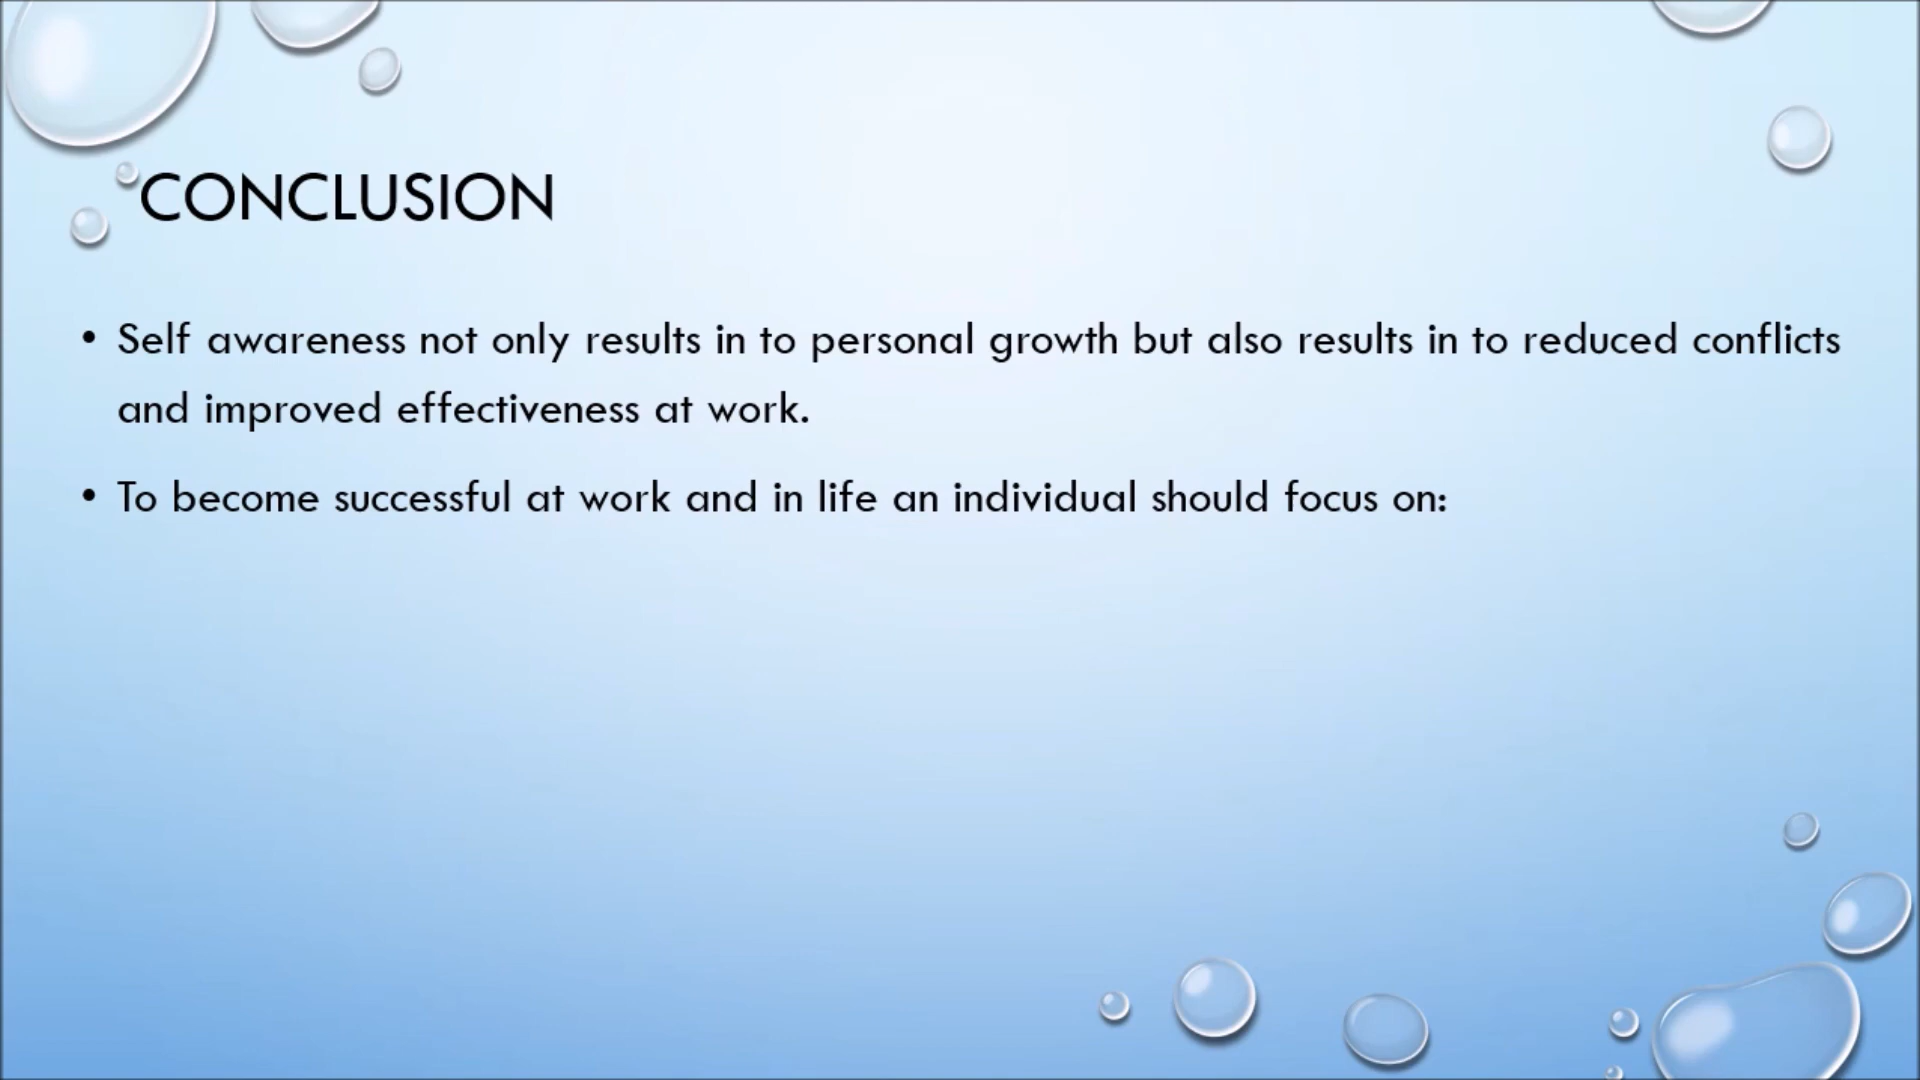 CONCLUSION
• Self awareness not only results in to personal growth but also results in to reduced conflicts
and improved effectiveness at work.
• To become successful at work and in life an individual should focus on: